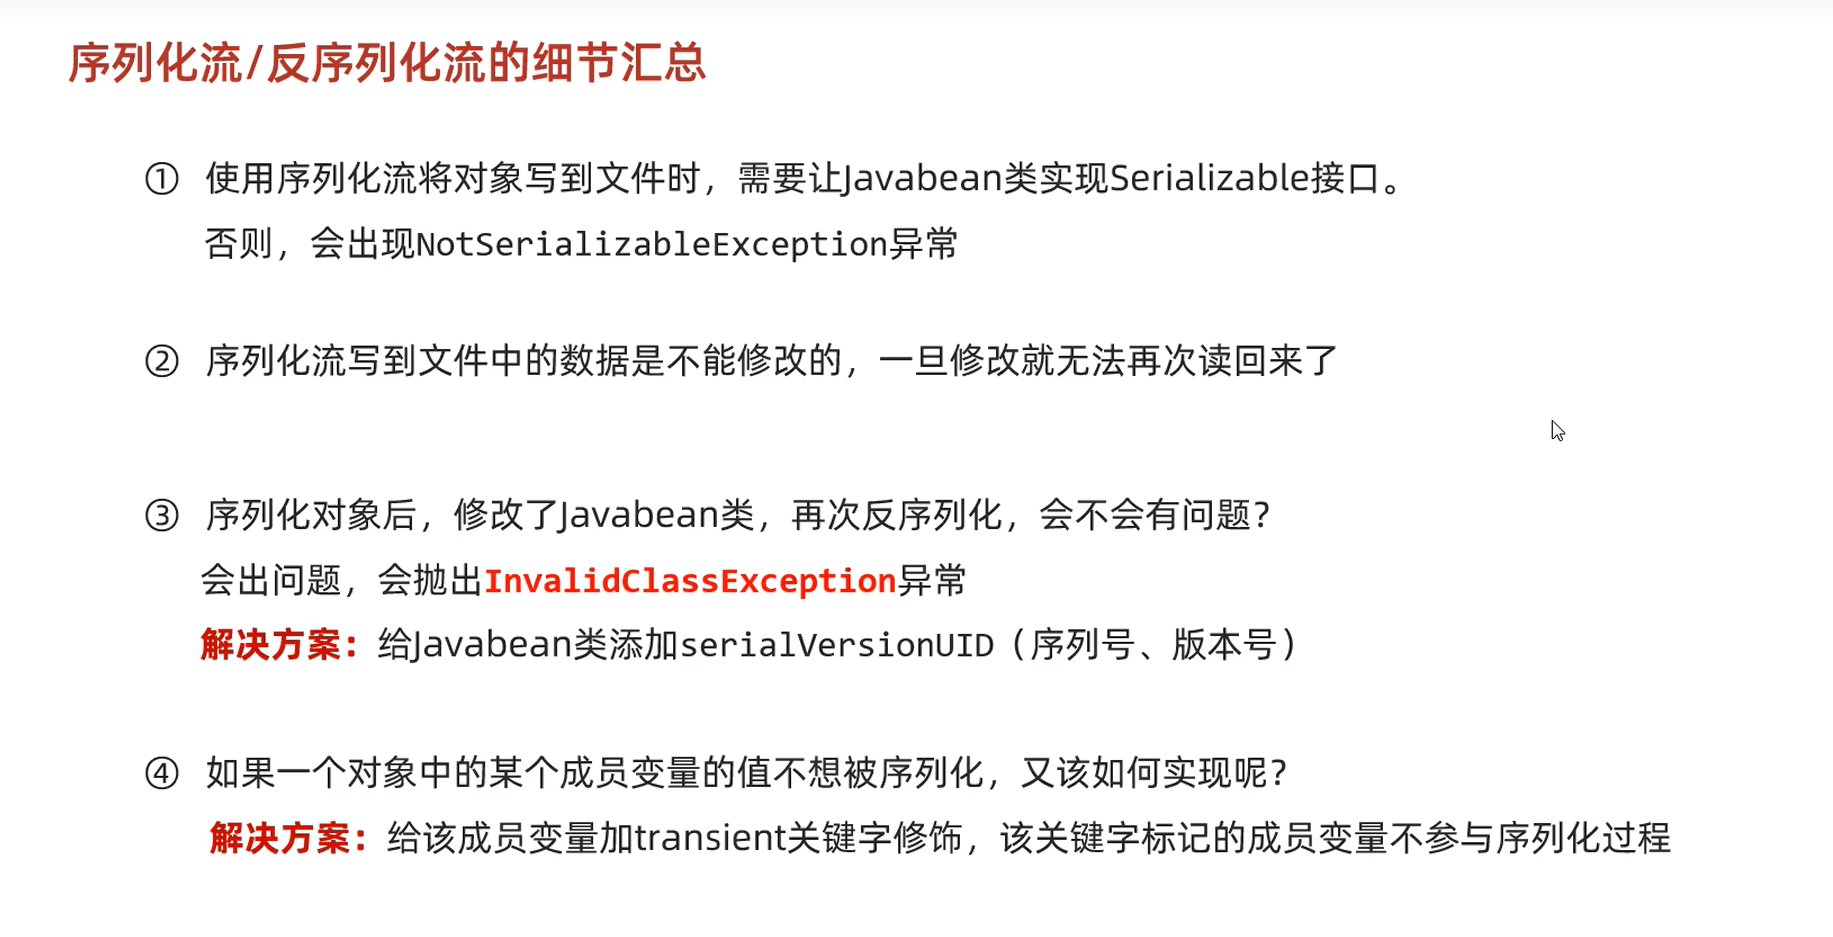 序列化流/反序列化流的细节汇总
① 使用序列化流将对象写到文件时，需要让Javabean类实现Serializable接口。
否则，会出现NotSerializableException异常
② 序列化流写到文件中的数据是不能修改的，一旦修改就无法再次读回来了
③ 序列化对象后，修改了Javabean类，再次反序列化，会不会有问题？
会出问题，会抛出InvalidClassException异常
解决方案：给Javabean类添加serialVersionUID（序列号、版本号）
④ 如果一个对象中的某个成员变量的值不想被序列化，又该如何实现呢？
解决方案：给该成员变量加transient关键字修饰，该关键字标记的成员变量不参与序列化过程